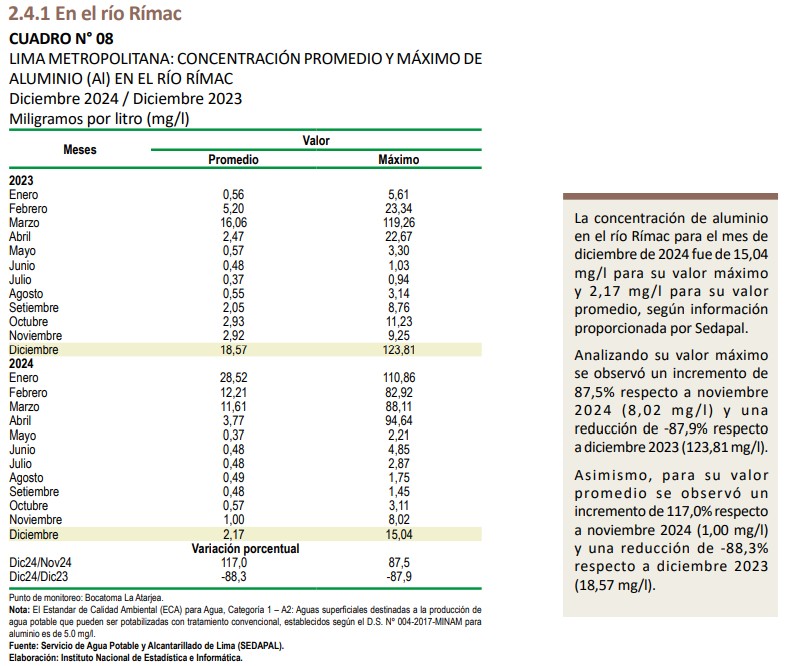 2.4.1 En el río Rímac
CUADRO N° 08
LIMA METROPOLITANA: CONCENTRACIÓN PROMEDIO Y MÁXIMO DE
ALUMINIO (Al) EN EL RÍO RÍMAC
Diciembre 2024 / Diciembre 2023
Miligramos por litro (mg/l)
Meses Valor
Promedio Máximo
2023
Enero 0,56 5,61
Febrero 5,20 23,34
Marzo 16,06 119,26
Abril 2,47 22,67
Mayo 0,57 3,30
Junio 0,48 1,03
Julio 0,37 0,94
Agosto 0,55 3,14
Setiembre 2,05 8,76
Octubre 2,93 11,23
Noviembre 2,92 9,25
Diciembre 18,57 123,81
2024
Enero 28,52 110,86
Febrero 12,21 82,92
Marzo 11,61 88,11
Abril 3,77 94,64
Mayo 0,37 2,21
Junio 0,48 4,85
Julio 0,48 2,87
Agosto 0,49 1,75
Setiembre 0,48 1,45
Octubre 0,57 3,11
Noviembre 1,00 8,02
Diciembre 2,17 15,04
Variación porcentual
Dic24/Nov24 117,0 87,5
Dic24/Dic23 -88,3 -87,9
Punto de monitoreo: Bocatoma La Atarjea.
Nota: El Estandar de Calidad Ambiental (ECA) para Agua, Categoría 1 – A2: Aguas superficiales destinadas a la producción de
agua potable que pueden ser potabilizadas con tratamiento convencional, establecidos según el D.S. Nº 004-2017-MINAM para
aluminio es de 5.0 mg/l.
Fuente: Servicio de Agua Potable y Alcantarillado de Lima (SEDAPAL).
Elaboración: Instituto Nacional de Estadística e Informática.
La concentración de aluminio
en el río Rímac para el mes de
diciembre de 2024 fue de 15,04
mg/l para su valor máximo
y 2,17 mg/l para su valor
promedio, según información
proporcionada por Sedapal.
Analizando su valor máximo
se observó un incremento de
87,5% respecto a noviembre
2024 (8,02 mg/l) y una
reducción de -87,9% respecto
a diciembre 2023 (123,81 mg/l).
Asimismo, para su valor
promedio se observó un
incremento de 117,0% respecto
a noviembre 2024 (1,00 mg/l)
y una reducción de -88,3%
respecto a diciembre 2023
(18,57 mg/l).